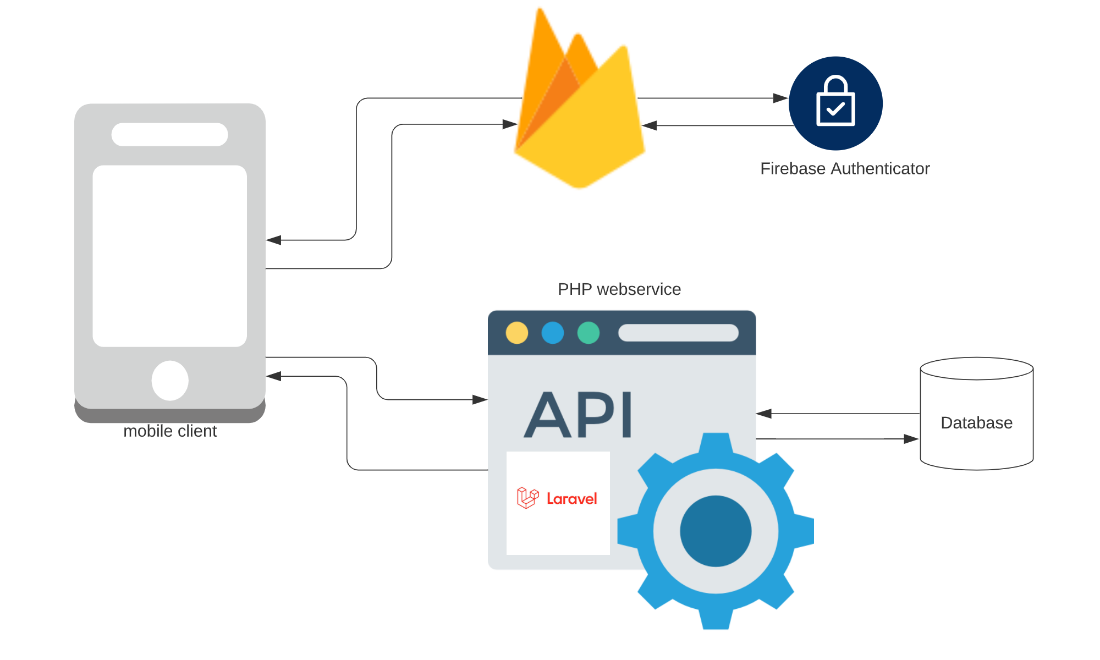 Firebase Authenticator
PHP webservice
API
Laravel
Database
mobile client